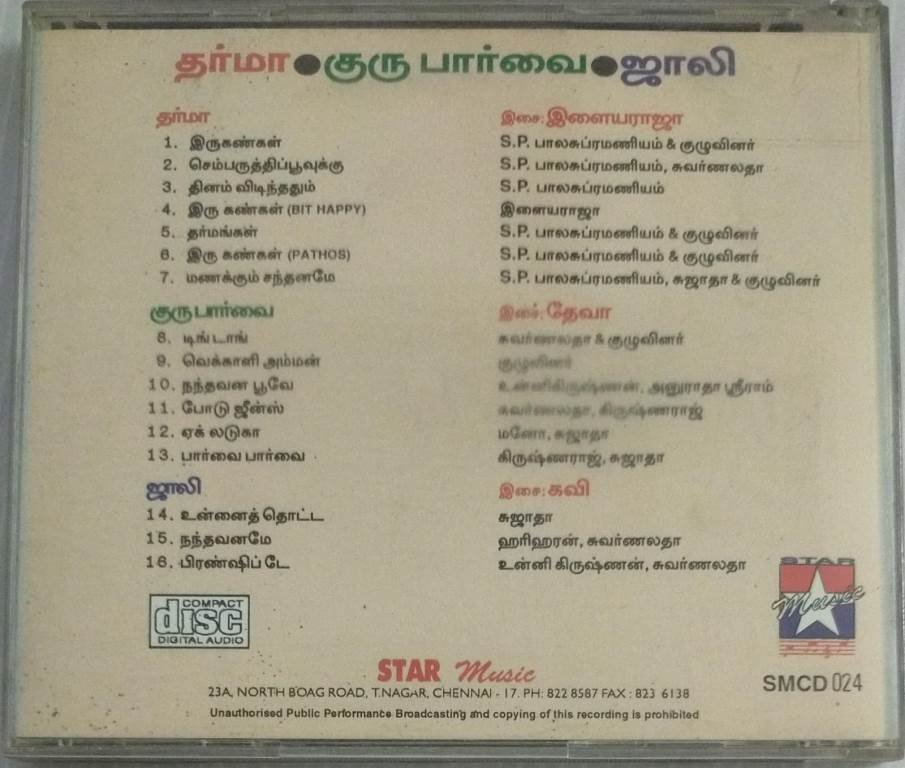 தர்மா ● குரு பார்வை ● ஜாலி
தர்மா இசை: இளையராஜா
1. இருகண்கள் S.P. பாலசுப்ரமணியம் & குழுவினர்
2. செம்பருத்திப்பூவுக்கு S.P. பாலசுப்ரமணியம், சுவர்ணலதா
3. தினம் விடிந்ததும் S.P. பாலசுப்ரமணியம்
4. இரு கண்கள் (BIT HAPPY) இளையராஜா
5. தர்மங்கள் S.P. பாலசுப்ரமணியம் & குழுவினர்
6. இரு கண்கள் (PATHOS) S.P. பாலசுப்ரமணியம் & குழுவினர்
7. மணக்கும் சந்தனமே S.P. பாலசுப்ரமணியம், சுஜாதா & குழுவினர்
குரு பார்வை இசை: தேவா
8. டிங் டாங் சுவர்ணலதா & குழுவினர்
9. வெக்காளி அம்மன் குழுவினர்
10. நந்தவன பூவே உன்னிகிருஷ்ணன், அனுராதா ஸ்ரீராம்
11. போடு ஜீன்ஸ் சுவர்ணலதா, கிருஷ்ணராஜ்
12. ஏக் லடுகா மனோ, சுஜாதா
13. பார்வை பார்வை கிருஷ்ணராஜ், சுஜாதா
ஜாலி இசை: கவி
14. உன்னைத் தொட்ட சுஜாதா
15. நந்தவனமே ஹரிஹரன், சுவர்ணலதா
16. பிரண்ஷிப் டே உன்னி கிருஷ்ணன், சுவர்ணலதா
STAR
Music
COMPACT
disc
DIGITAL AUDIO
STAR Music
SMCD 024
23A, NORTH BOAG ROAD, T.NAGAR, CHENNAI - 17. PH: 822 8587 FAX : 823 6138
Unauthorised Public Performance Broadcasting and copying of this recording is prohibited